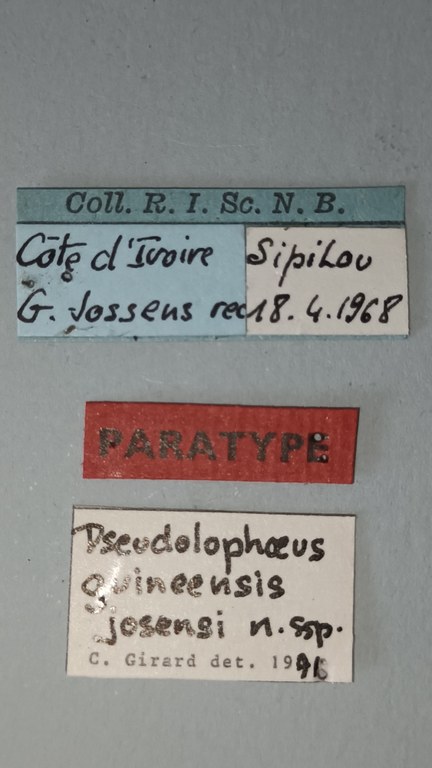 Coll. R. I. Sc. N. B.
Côte d'Ivoire Sipilou
G. Jossens rec 18.4.1968
PARATYPE
Pseudolophœus
guineensis
josensi n.ssp.
C. Girard det. 19